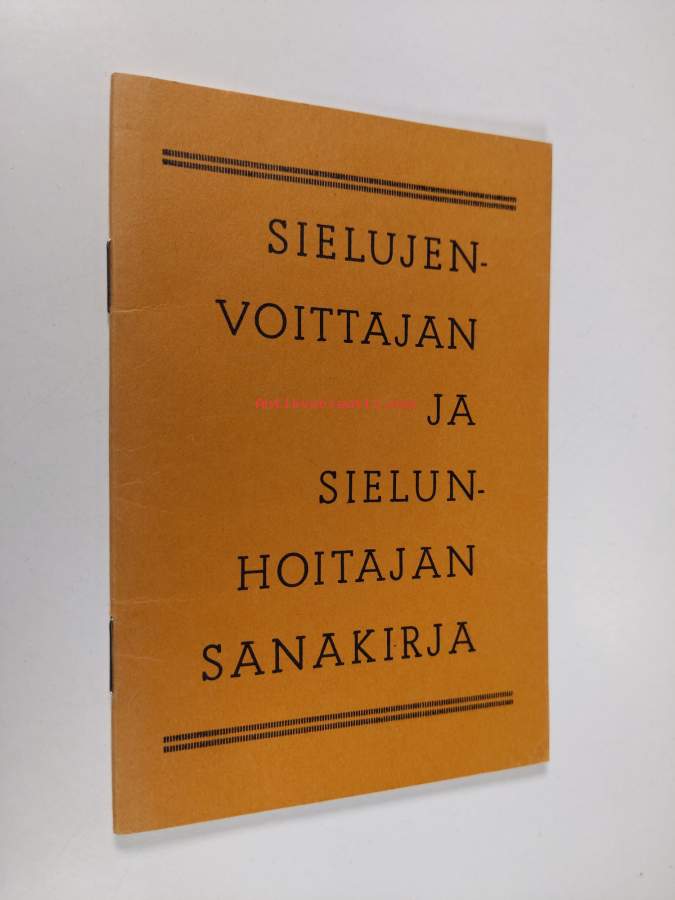 SIELUJEN-
VOITTAJAN
JA
SIELUN-
HOITAJAN
SANAKIRJA